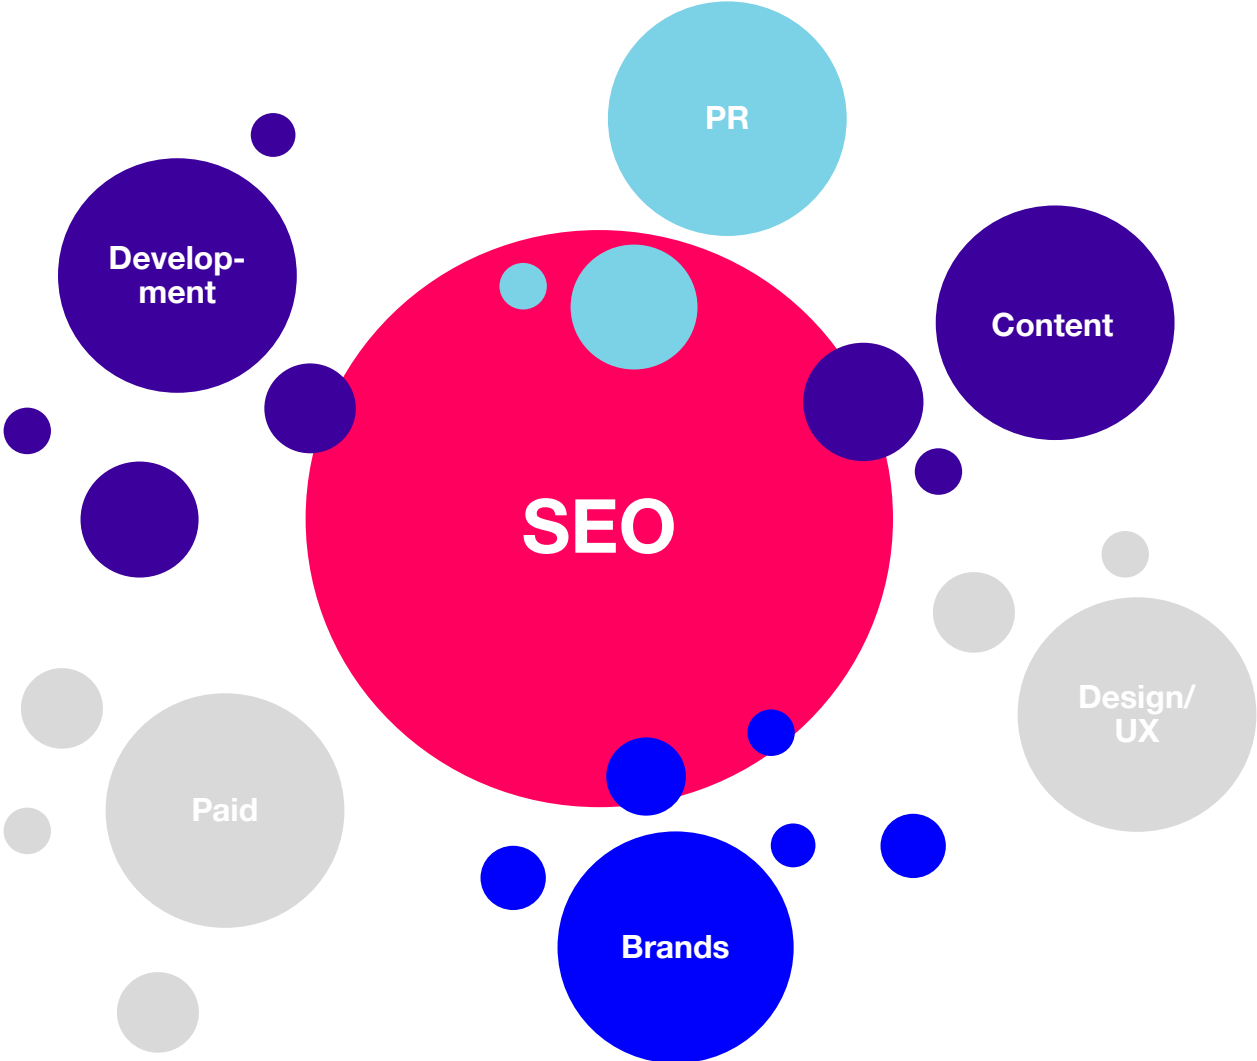 PR
Develop-
ment
Content
SEO
Design/
UX
Paid
Brands